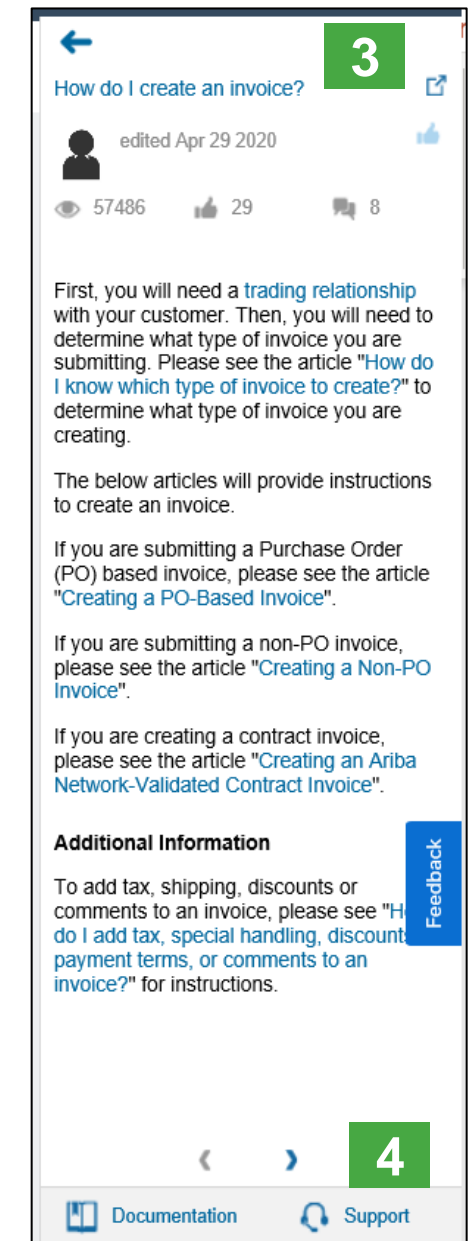 3
How do I create an invoice?
edited Apr 29 2020
57486 29 8
First, you will need a trading relationship
with your customer. Then, you will need to
determine what type of invoice you are
submitting. Please see the article "How do
I know which type of invoice to create?" to
determine what type of invoice you are
creating.
The below articles will provide instructions
to create an invoice.
If you are submitting a Purchase Order
(PO) based invoice, please see the article
"Creating a PO-Based Invoice".
If you are submitting a non-PO invoice,
please see the article "Creating a Non-PO
Invoice".
If you are creating a contract invoice,
please see the article "Creating an Ariba
Network-Validated Contract Invoice".
Additional Information
Feedback
To add tax, shipping, discounts or
comments to an invoice, please see "H
do I add tax, special handling, discounts
payment terms, or comments to an
invoice?" for instructions.
4
Documentation Support